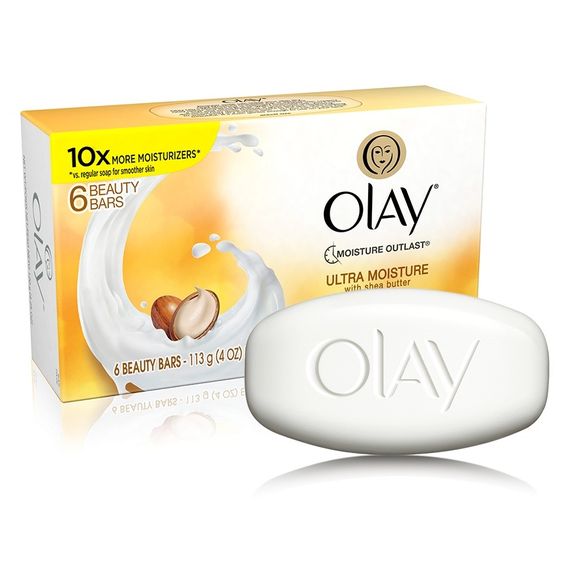 10x MORE MOISTURIZERS*
*vs. regular soap for smoother skin
6 BEAUTY BARS
OLAY®
MOISTURE OUTLAST®
ULTRA MOISTURE
with shea butter
6 BEAUTY BARS - 113 g (4 OZ)
OLAY